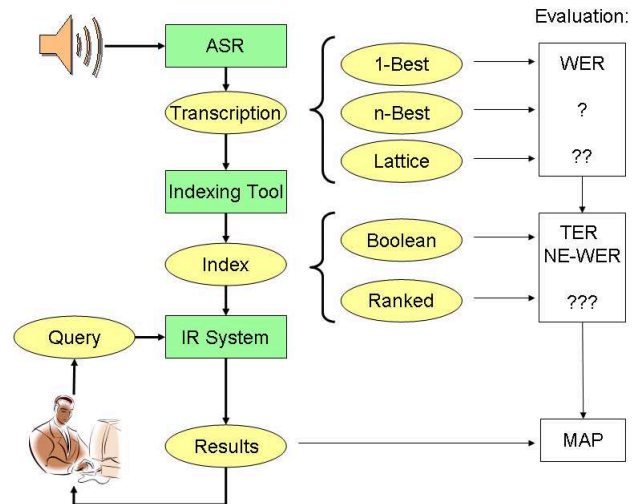 Evaluation:
ASR
1-Best
WER
Transcription
n-Best
?
Lattice
??
Indexing Tool
Boolean
TER
NE-WER
Index
Ranked
???
Query
IR System
Results
MAP